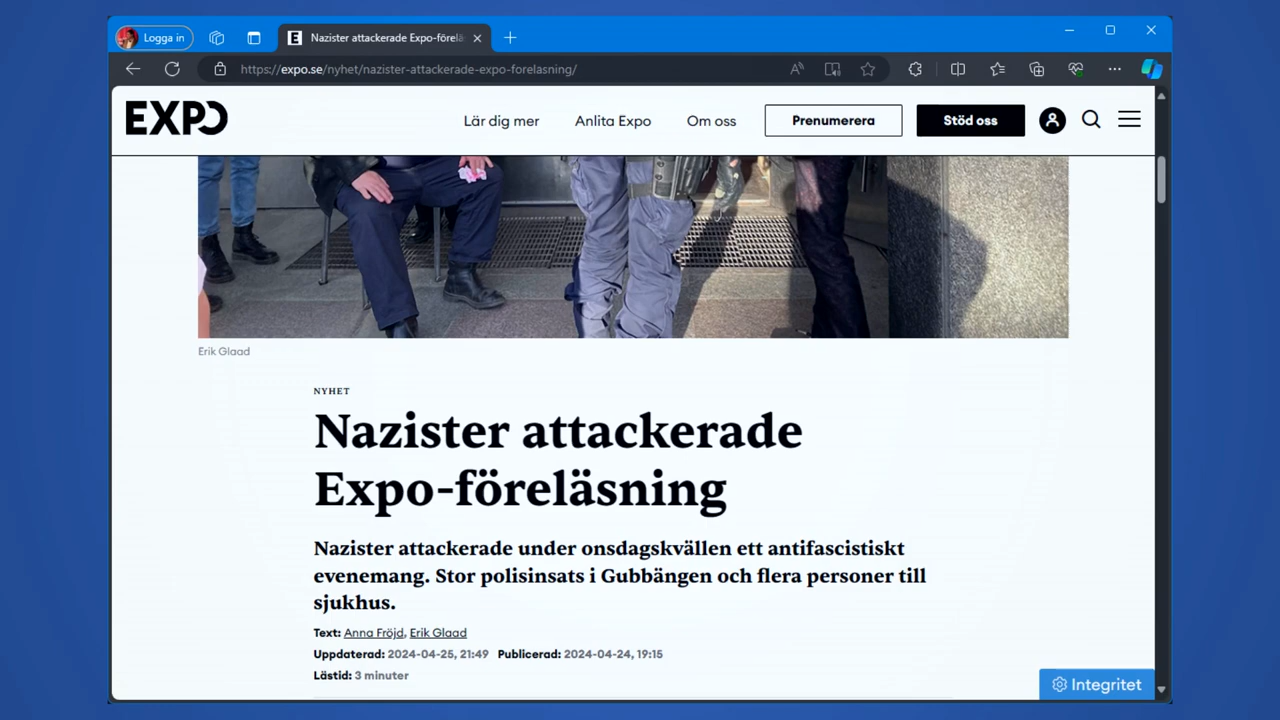 Logga in
Nazister attackerade Expo-förelä
https://expo.se/nyhet/nazister-attackerade-expo-forelasning/
EXPO
Lär dig mer
Anlita Expo
Om oss
Prenumerera
Stöd oss
Erik Glaad
NYHET
Nazister attackerade
Expo-föreläsning
Nazister attackerade under onsdagskvällen ett antifascistiskt
evenemang. Stor polisinsats i Gubbängen och flera personer till
sjukhus.
Text: Anna Fröjd, Erik Glaad
Uppdaterad: 2024-04-25, 21:49 Publicerad: 2024-04-24, 19:15
Lästid: 3 minuter
Integritet